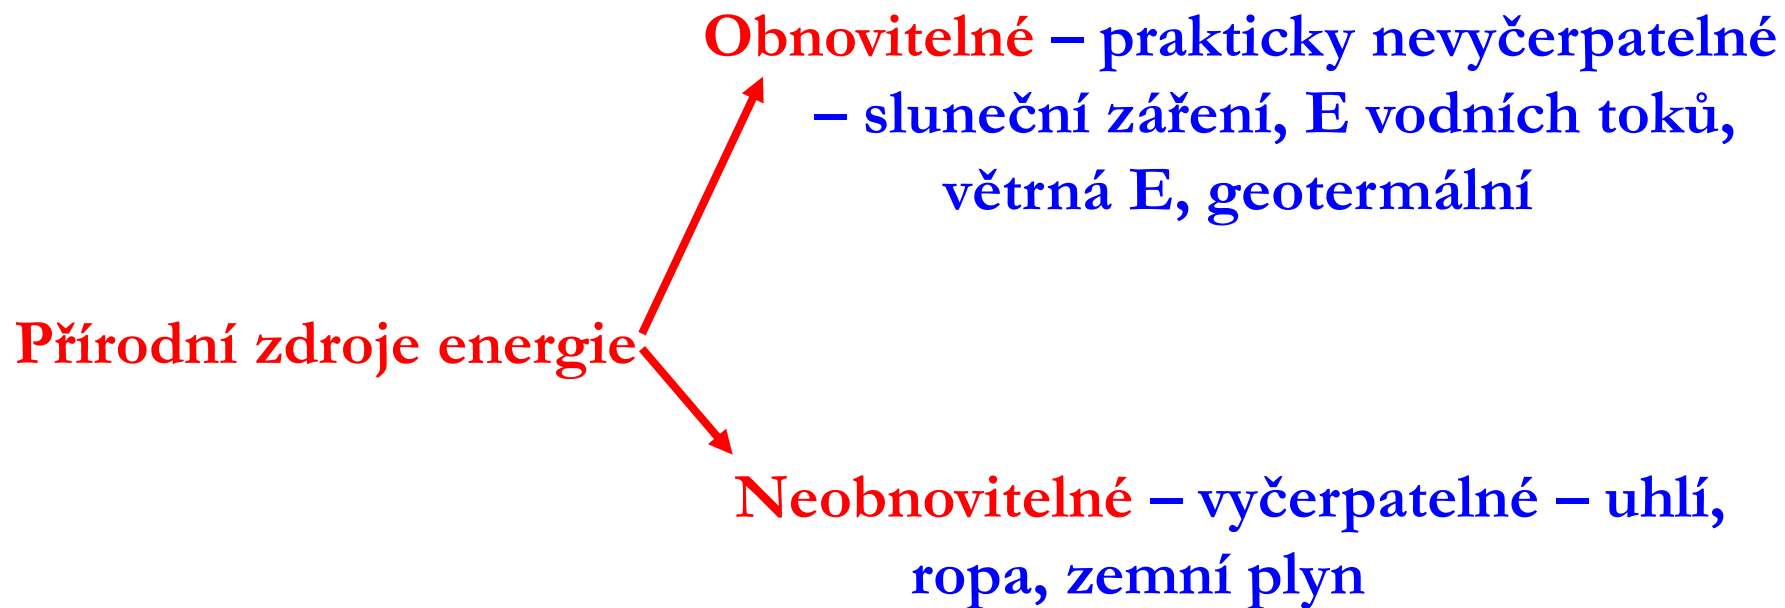 Obnovitelné – prakticky nevyčerpatelné
– sluneční záření, E vodních toků,
větrná E, geotermální
Přírodní zdroje energie
Neobnovitelné – vyčerpatelné – uhlí,
ropa, zemní plyn